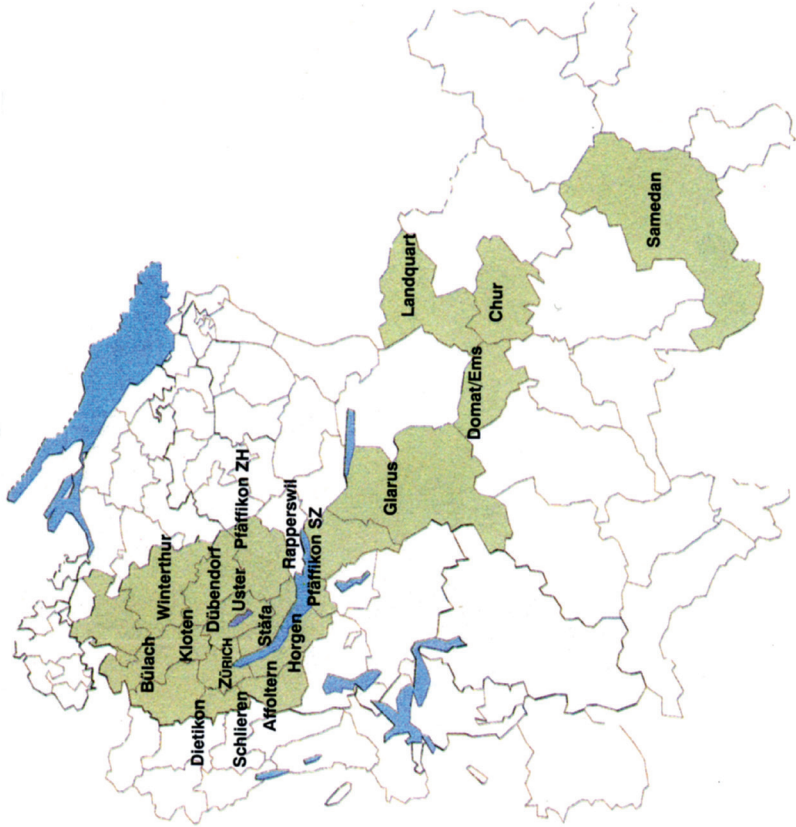 Bülach
Winterthur
Kloten
Dietikon
Dübendorf
ZÜRICH
Uster
Pfäffikon ZH
Schlieren
Stäfa
Affoltern
Horgen
Rapperswil
Pfäffikon SZ
Glarus
Landquart
Domat/Ems
Chur
Samedan